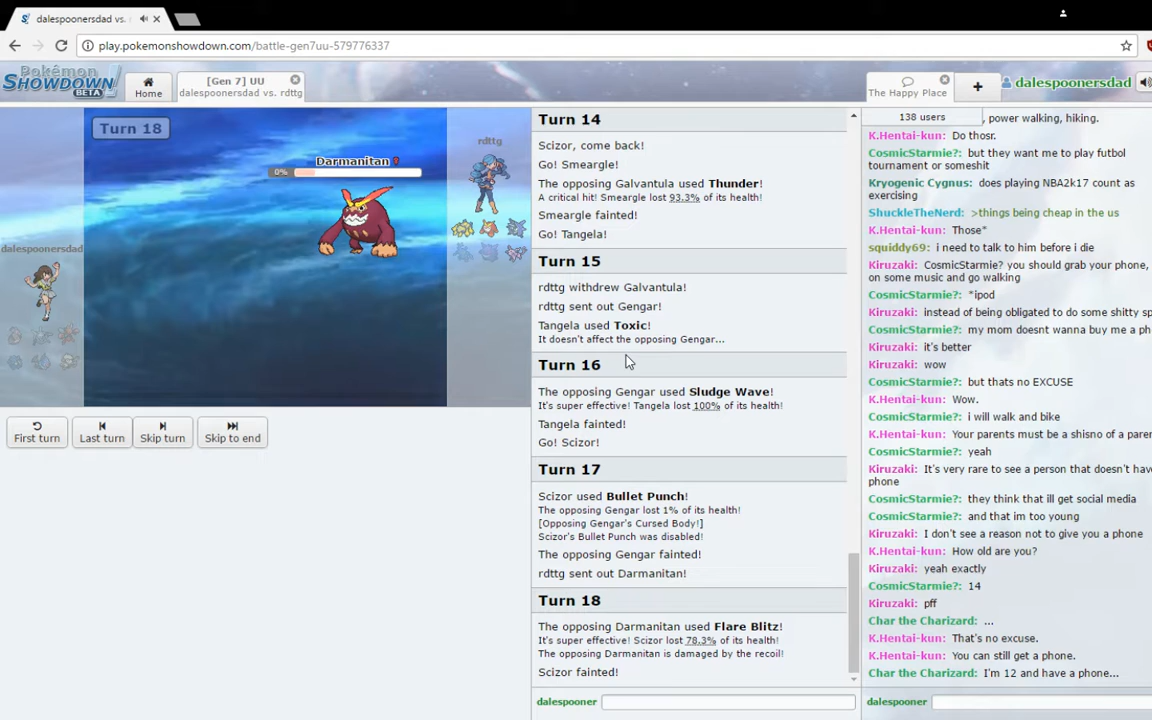 dalespoonersdad vs.
play.pokemonshowdown.com/battle-gen7uu-579776337
Pokémon
SHOWDOWN
BETA
Home
[Gen 7] UU
dalespoonersdad vs. rdttg
The Happy Place
+
dalespoonersdad
Turn 18
Darmanitan
0%
rdttg
dalespoonersdad
First turn
Last turn
Skip turn
Skip to end
Turn 14
Scizor, come back!
Go! Smeargle!
The opposing Galvantula used Thunder!
A critical hit! Smeargle lost 93.3% of its health!
Smeargle fainted!
Go! Tangela!
Turn 15
rdttg withdrew Galvantula!
rdttg sent out Gengar!
Tangela used Toxic!
It doesn't affect the opposing Gengar...
Turn 16
The opposing Gengar used Sludge Wave!
It's super effective! Tangela lost 100% of its health!
Tangela fainted!
Go! Scizor!
Turn 17
Scizor used Bullet Punch!
The opposing Gengar lost 1% of its health!
[Opposing Gengar's Cursed Body!]
Scizor's Bullet Punch was disabled!
The opposing Gengar fainted!
rdttg sent out Darmanitan!
Turn 18
The opposing Darmanitan used Flare Blitz!
It's super effective! Scizor lost 78.3% of its health!
The opposing Darmanitan is damaged by the recoil!
Scizor fainted!
dalespooner
138 users
, power walking, hiking.
K.Hentai-kun: Do thosr.
CosmicStarmie?: but they want me to play futbol
tournament or someshit
Kryogenic Cygnus: does playing NBA2k17 count as
exercising
ShuckleTheNerd: >things being cheap in the us
K.Hentai-kun: Those*
squiddy69: i need to talk to him before i die
Kiruzaki: CosmicStarmie? you should grab your phone,
on some music and go walking
CosmicStarmie?: *ipod
Kiruzaki: instead of being obligated to do some shitty sp
CosmicStarmie?: my mom doesnt wanna buy me a ph
Kiruzaki: it's better
Kiruzaki: wow
CosmicStarmie?: but thats no EXCUSE
K.Hentai-kun: Wow.
CosmicStarmie?: i will walk and bike
K.Hentai-kun: Your parents must be a shisno of a paren
CosmicStarmie?: yeah
Kiruzaki: It's very rare to see a person that doesn't have
phone
CosmicStarmie?: they think that ill get social media
CosmicStarmie?: and that im too young
Kiruzaki: I don't see a reason not to give you a phone
K.Hentai-kun: How old are you?
Kiruzaki: yeah exactly
CosmicStarmie?: 14
Kiruzaki: pff
Char the Charizard: ...
K.Hentai-kun: That's no excuse.
K.Hentai-kun: You can still get a phone.
Char the Charizard: I'm 12 and have a phone...
dalespooner